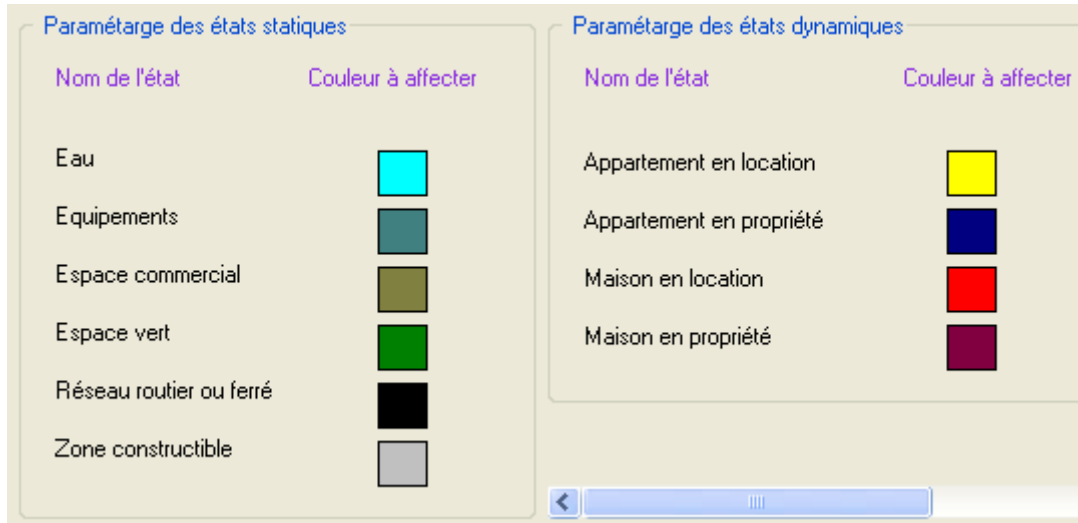 Paramétarge des états statiques
Nom de l'état Couleur à affecter
Eau
Equipements
Espace commercial
Espace vert
Réseau routier ou ferré
Zone constructible
Paramétarge des états dynamiques
Nom de l'état Couleur à affecter
Appartement en location
Appartement en propriété
Maison en location
Maison en propriété